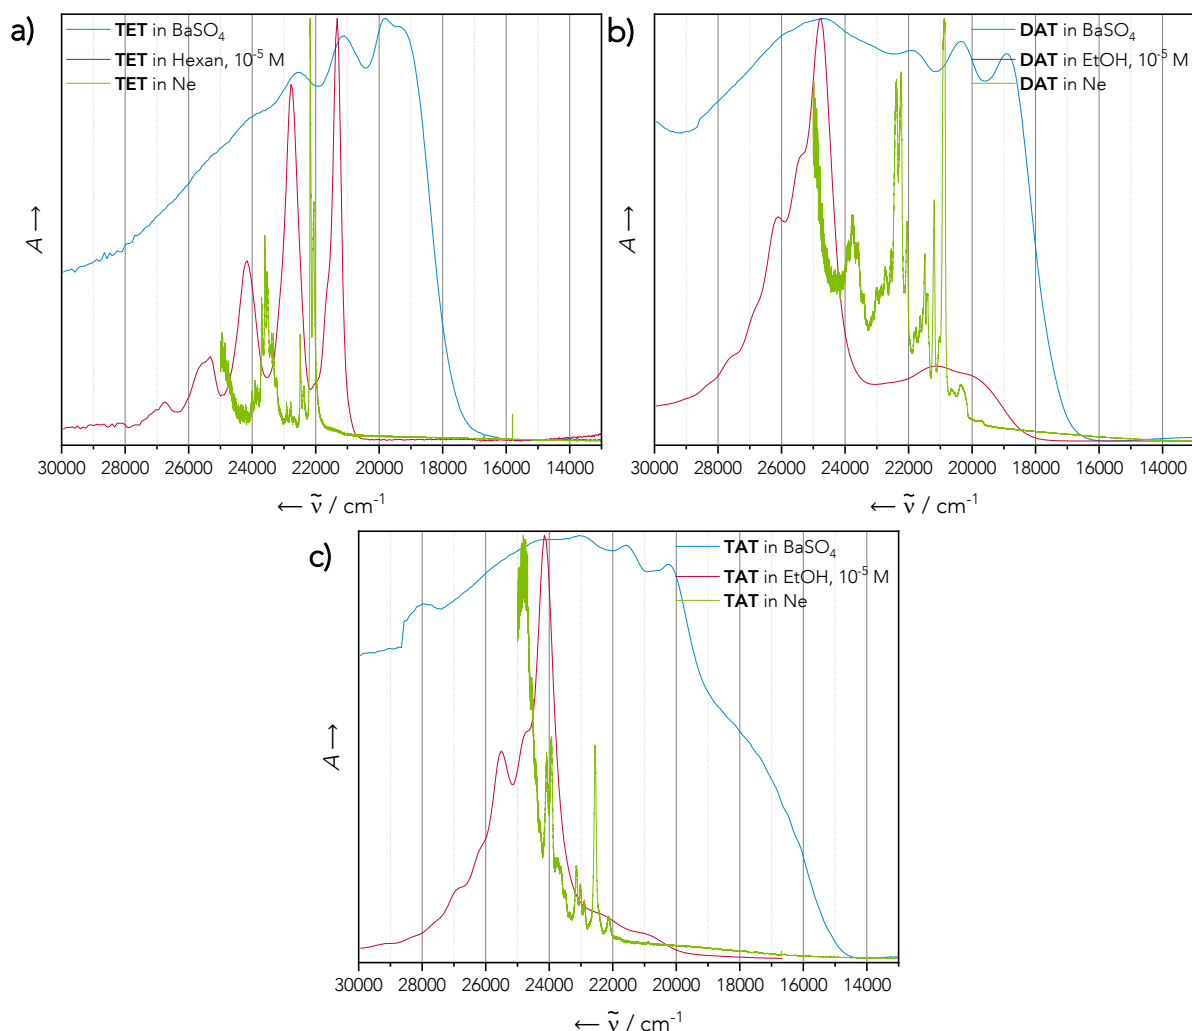 a)
TET in BaSO4
TET in Hexan, 10-5 M
TET in Ne
A →
30000 28000 26000 24000 22000 20000 18000 16000 14000
← ṽ / cm-1
b)
DAT in BaSO4
DAT in EtOH, 10-5 M
DAT in Ne
A →
30000 28000 26000 24000 22000 20000 18000 16000 14000
← ṽ / cm-1
c)
TAT in BaSO4
TAT in EtOH, 10-5 M
TAT in Ne
A →
30000 28000 26000 24000 22000 20000 18000 16000 14000
← ṽ / cm-1